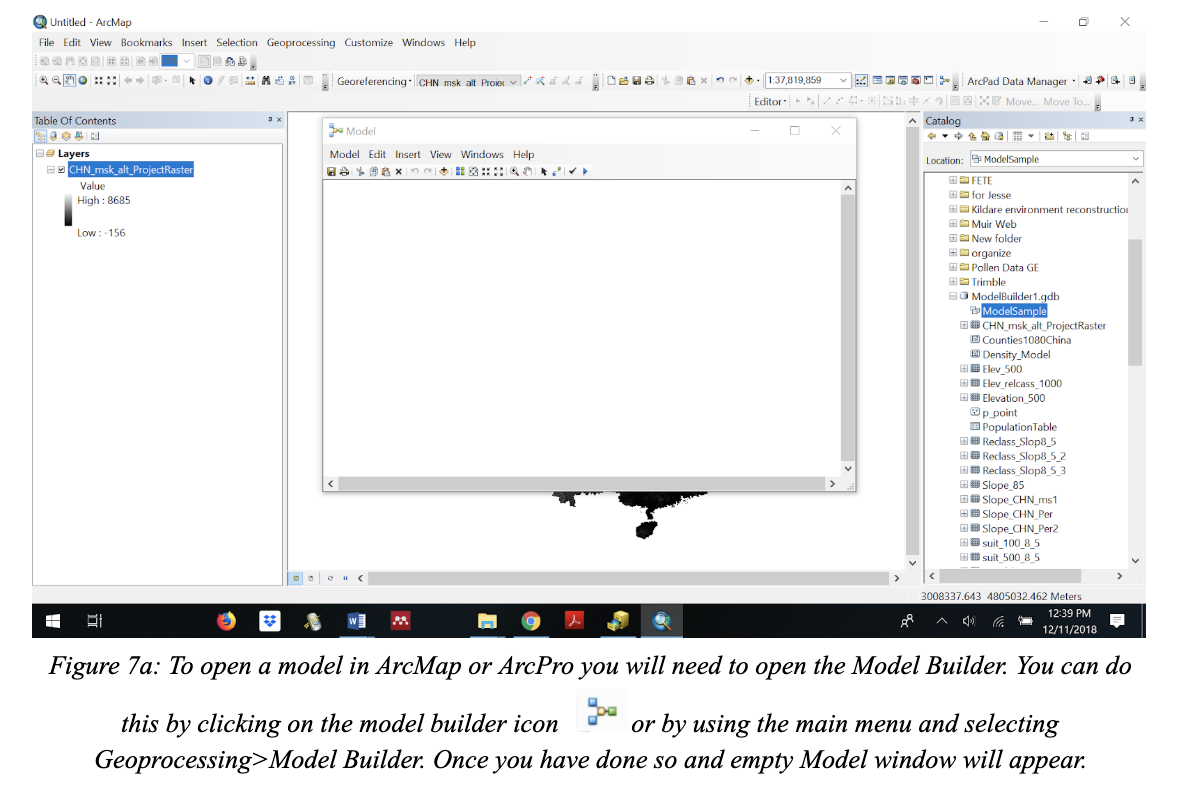 Untitled - ArcMap
File Edit View Bookmarks Insert Selection Geoprocessing Customize Windows Help
Georeferencing CHN_msk_alt_Projec 1:37,819,859 ArcPad Data Manager
Editor Move... Move To...
Table Of Contents
Layers
CHN_msk_alt_ProjectRaster
Value
High : 8685
Low : -156
Model
Model Edit Insert View Windows Help
Catalog
Location: ModelSample
FETE
for Jesse
Kildare environment reconstruction
Muir Web
New folder
organize
Pollen Data GE
Trimble
ModelBuilder1.gdb
ModelSample
CHN_msk_alt_ProjectRaster
Counties1080China
Density_Model
Elev_500
Elev_relcass_1000
Elevation_500
p_point
PopulationTable
Reclass_Slop8_5
Reclass_Slop8_5_2
Reclass_Slop8_5_3
Slope_85
Slope_CHN_ms1
Slope_CHN_Per
Slope_CHN_Per2
suit_100_8_5
suit_500_8_5
3008337.643 4805032.462 Meters
12:39 PM
12/11/2018
Figure 7a: To open a model in ArcMap or ArcPro you will need to open the Model Builder. You can do
this by clicking on the model builder icon or by using the main menu and selecting
Geoprocessing>Model Builder. Once you have done so and empty Model window will appear.